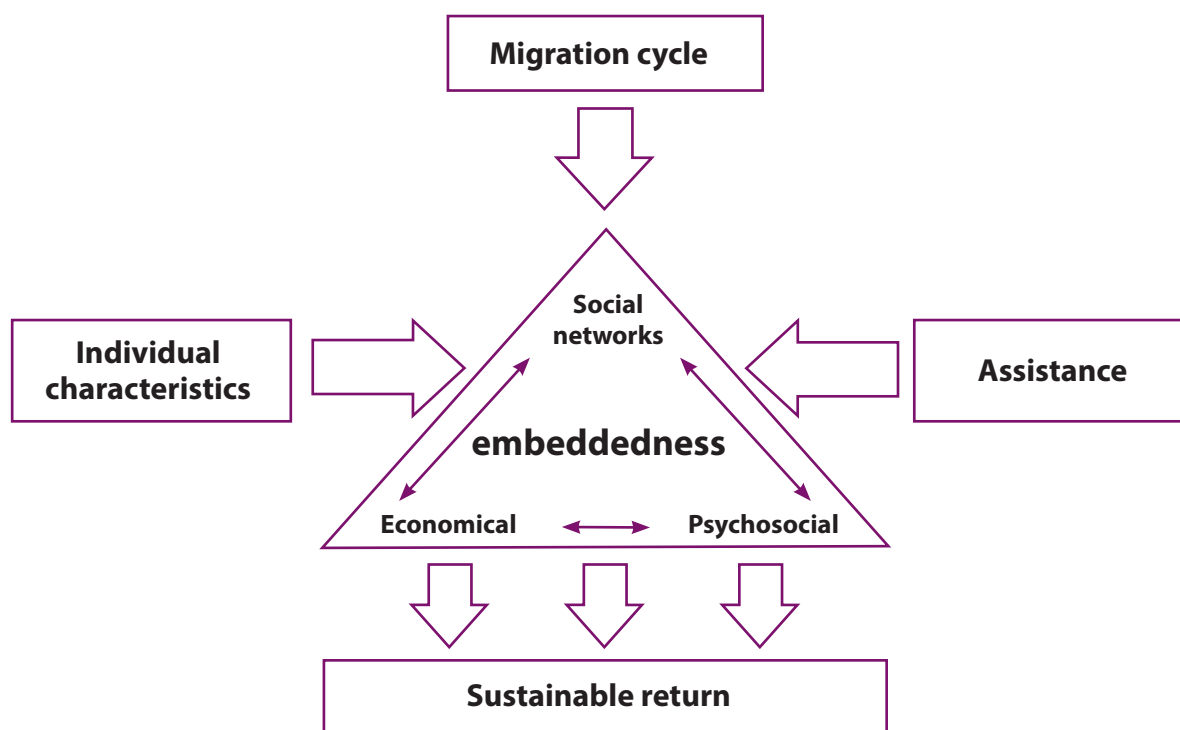 Migration cycle
Social
networks
Individual
characteristics
Assistance
embeddedness
Economical
Psychosocial
Sustainable return